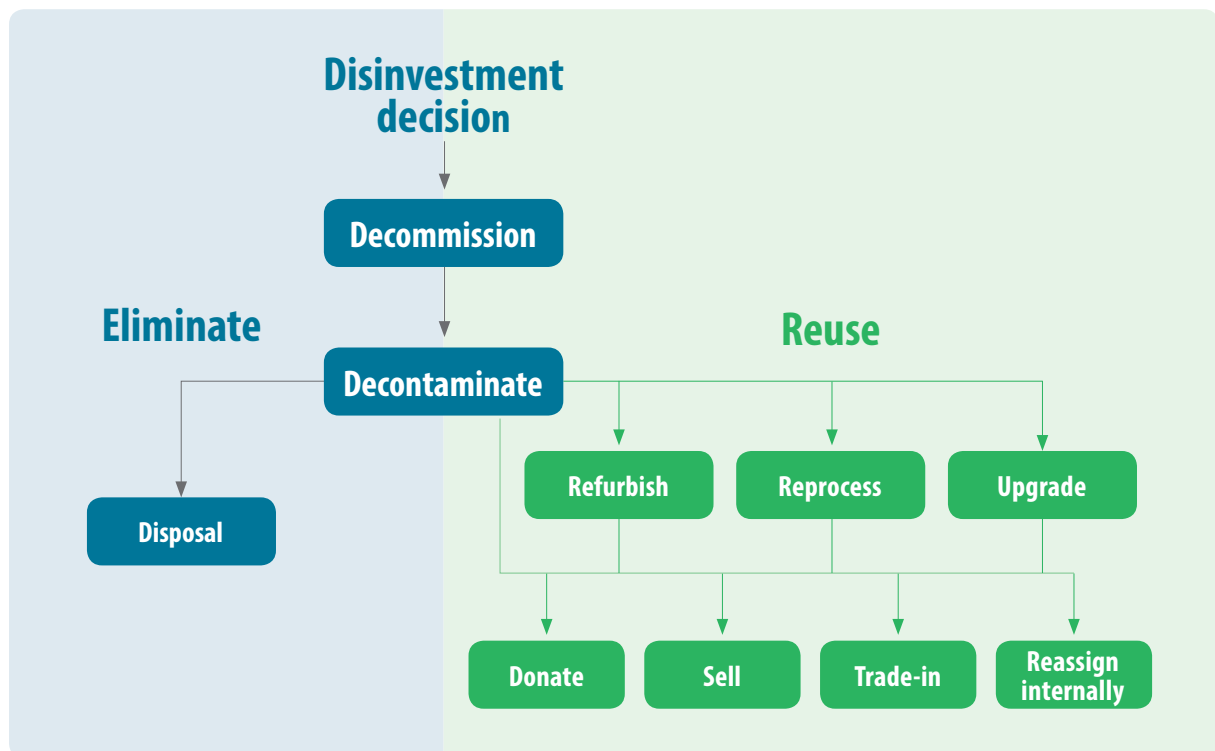 Disinvestment
decision
Decommission
Eliminate
Reuse
Decontaminate
Refurbish
Reprocess
Upgrade
Disposal
Donate
Sell
Trade-in
Reassign
internally